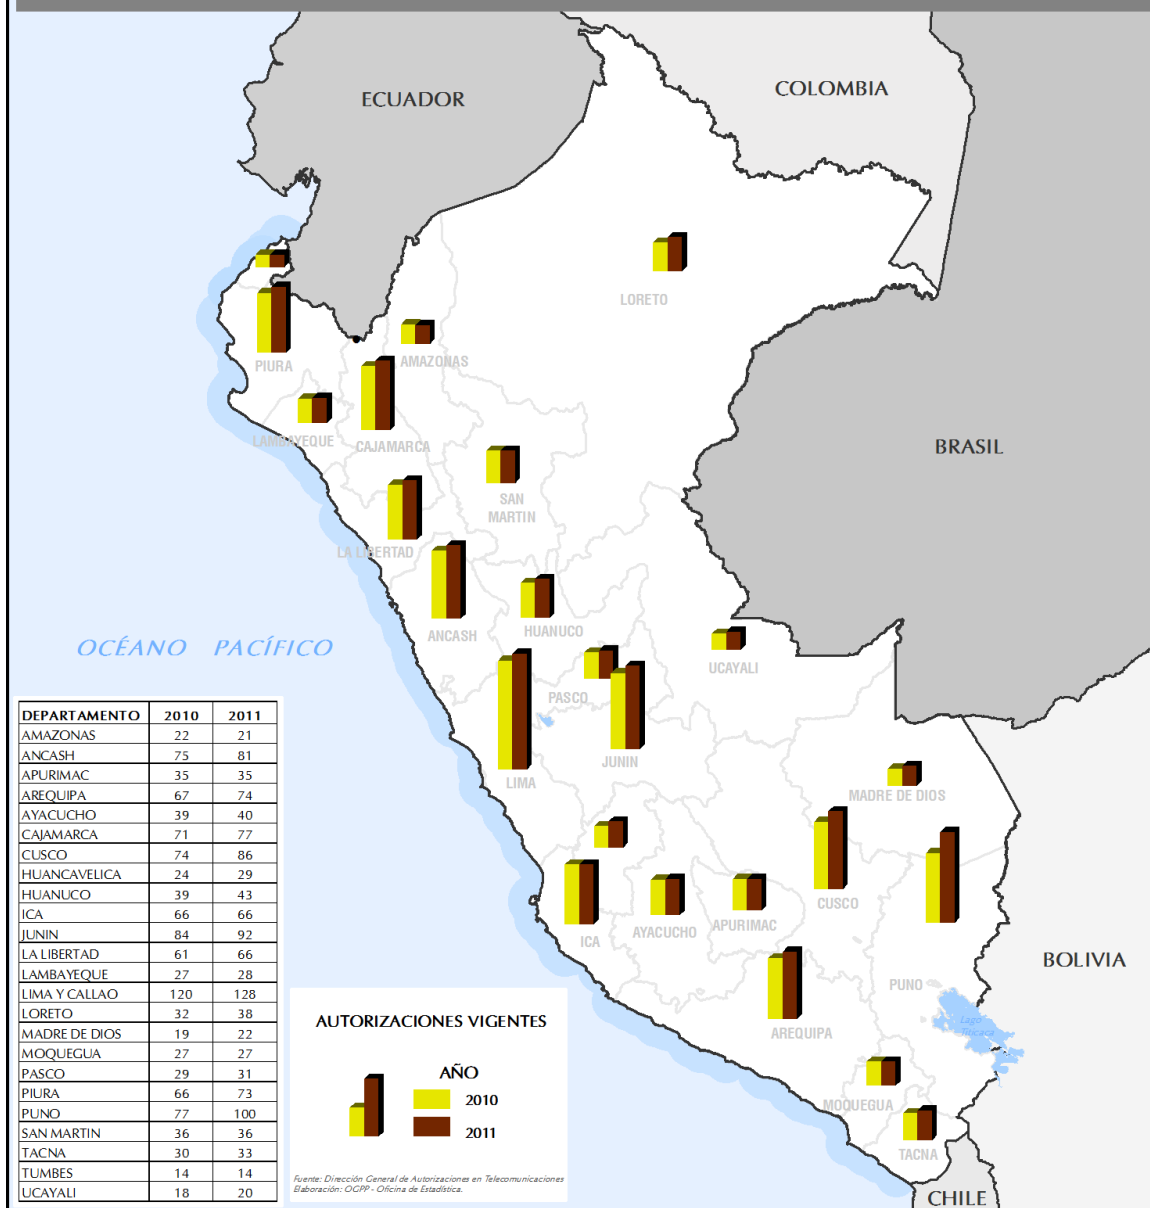 ECUADOR
COLOMBIA
LORETO
PIURA
AMAZONAS
LAMBAYEQUE
CAJAMARCA
BRASIL
SAN
MARTIN
LA LIBERTAD
ANCASH
HUANUCO
OCÉANO PACÍFICO
UCAYALI
PASCO
JUNIN
LIMA
MADRE DE DIOS
CUSCO
ICA
AYACUCHO
APURIMAC
BOLIVIA
PUNO
Lago
Titicaca
AREQUIPA
MOQUEGUA
TACNA
CHILE
DEPARTAMENTO 2010 2011
AMAZONAS 22 21
ANCASH 75 81
APURIMAC 35 35
AREQUIPA 67 74
AYACUCHO 39 40
CAJAMARCA 71 77
CUSCO 74 86
HUANCAVELICA 24 29
HUANUCO 39 43
ICA 66 66
JUNIN 84 92
LA LIBERTAD 61 66
LAMBAYEQUE 27 28
LIMA Y CALLAO 120 128
LORETO 32 38
MADRE DE DIOS 19 22
MOQUEGUA 27 27
PASCO 29 31
PIURA 66 73
PUNO 77 100
SAN MARTIN 36 36
TACNA 30 33
TUMBES 14 14
UCAYALI 18 20
AUTORIZACIONES VIGENTES
AÑO
2010
2011
Fuente: Dirección General de Autorizaciones en Telecomunicaciones
Elaboración: OGPP - Oficina de Estadística.